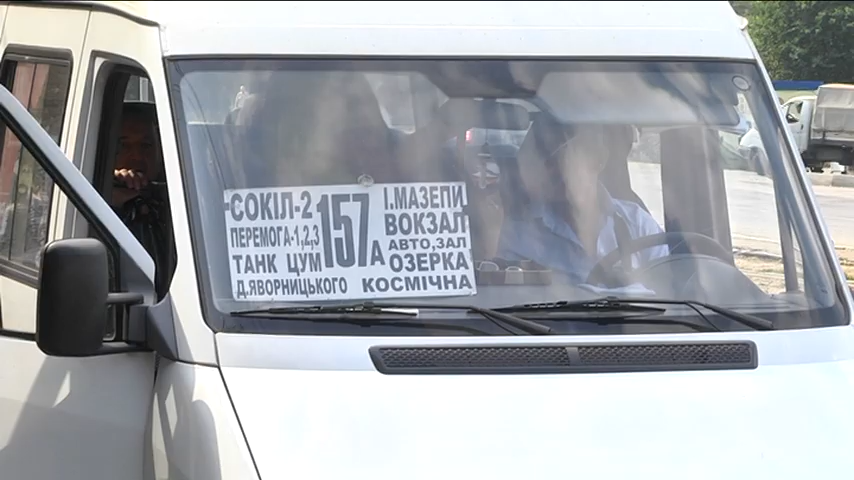 СОКІЛ-2
ПЕРЕМОГА-1,2,3
ТАНК ЦУМ
157А
І.МАЗЕПИ
ВОКЗАЛ
АВТО,ЗАЛ
ОЗЕРКА
Д.ЯВОРНИЦЬКОГО КОСМІЧНА